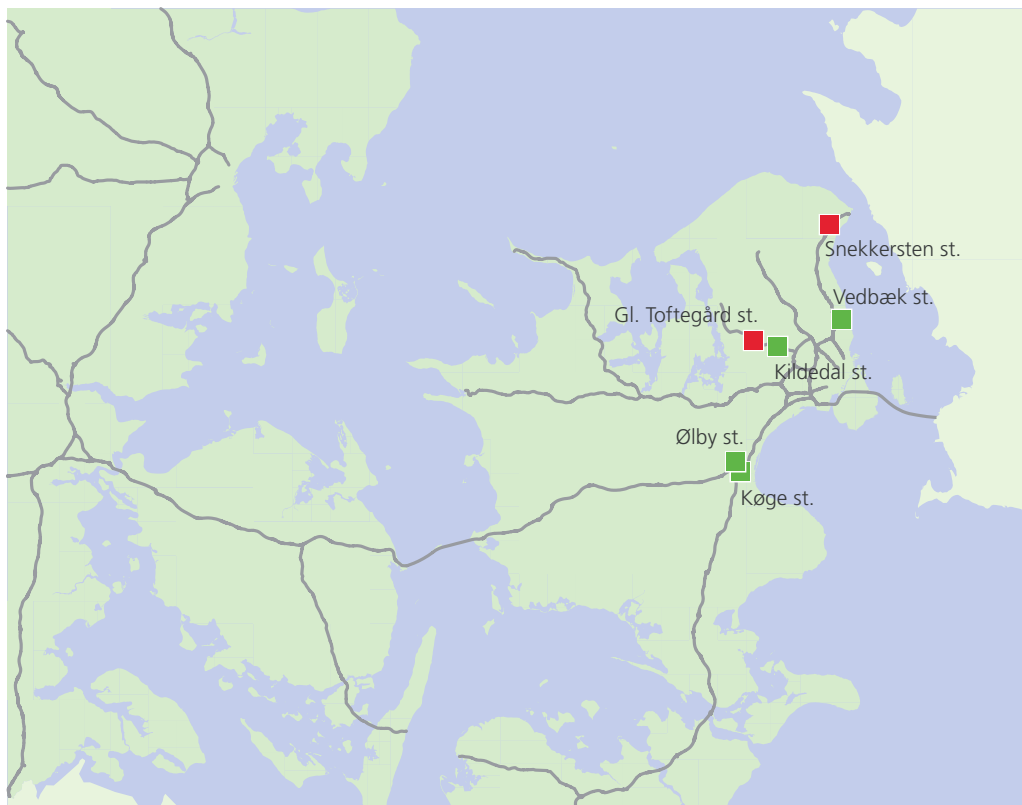 Snekkersten st.
Vedbæk st.
Gl. Toftegård st.
Kildedal st.
Ølby st.
Køge st.